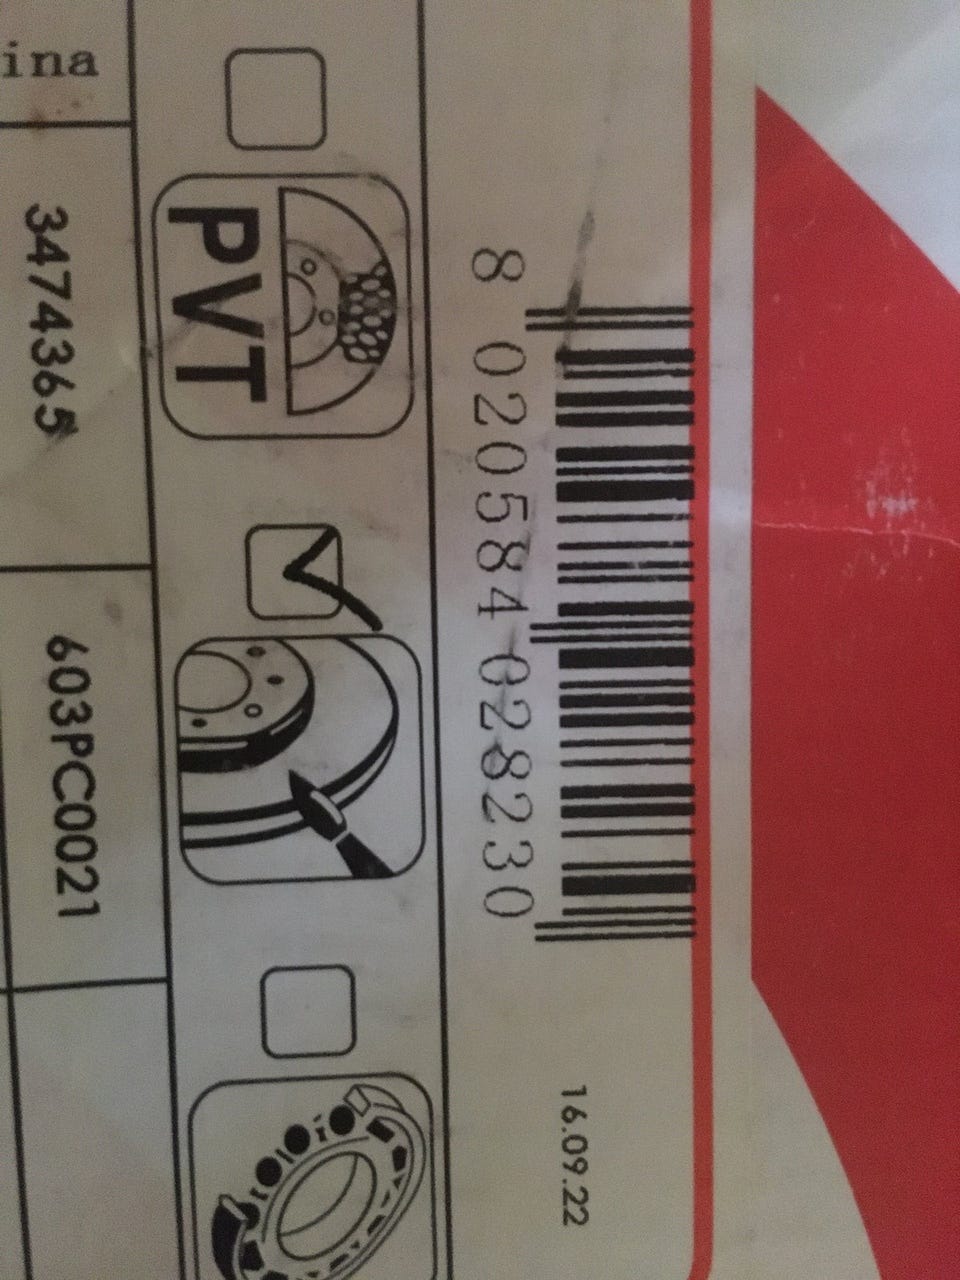 16.09.22
8 020584 028230
PVT
ina
3474365
603PC0021